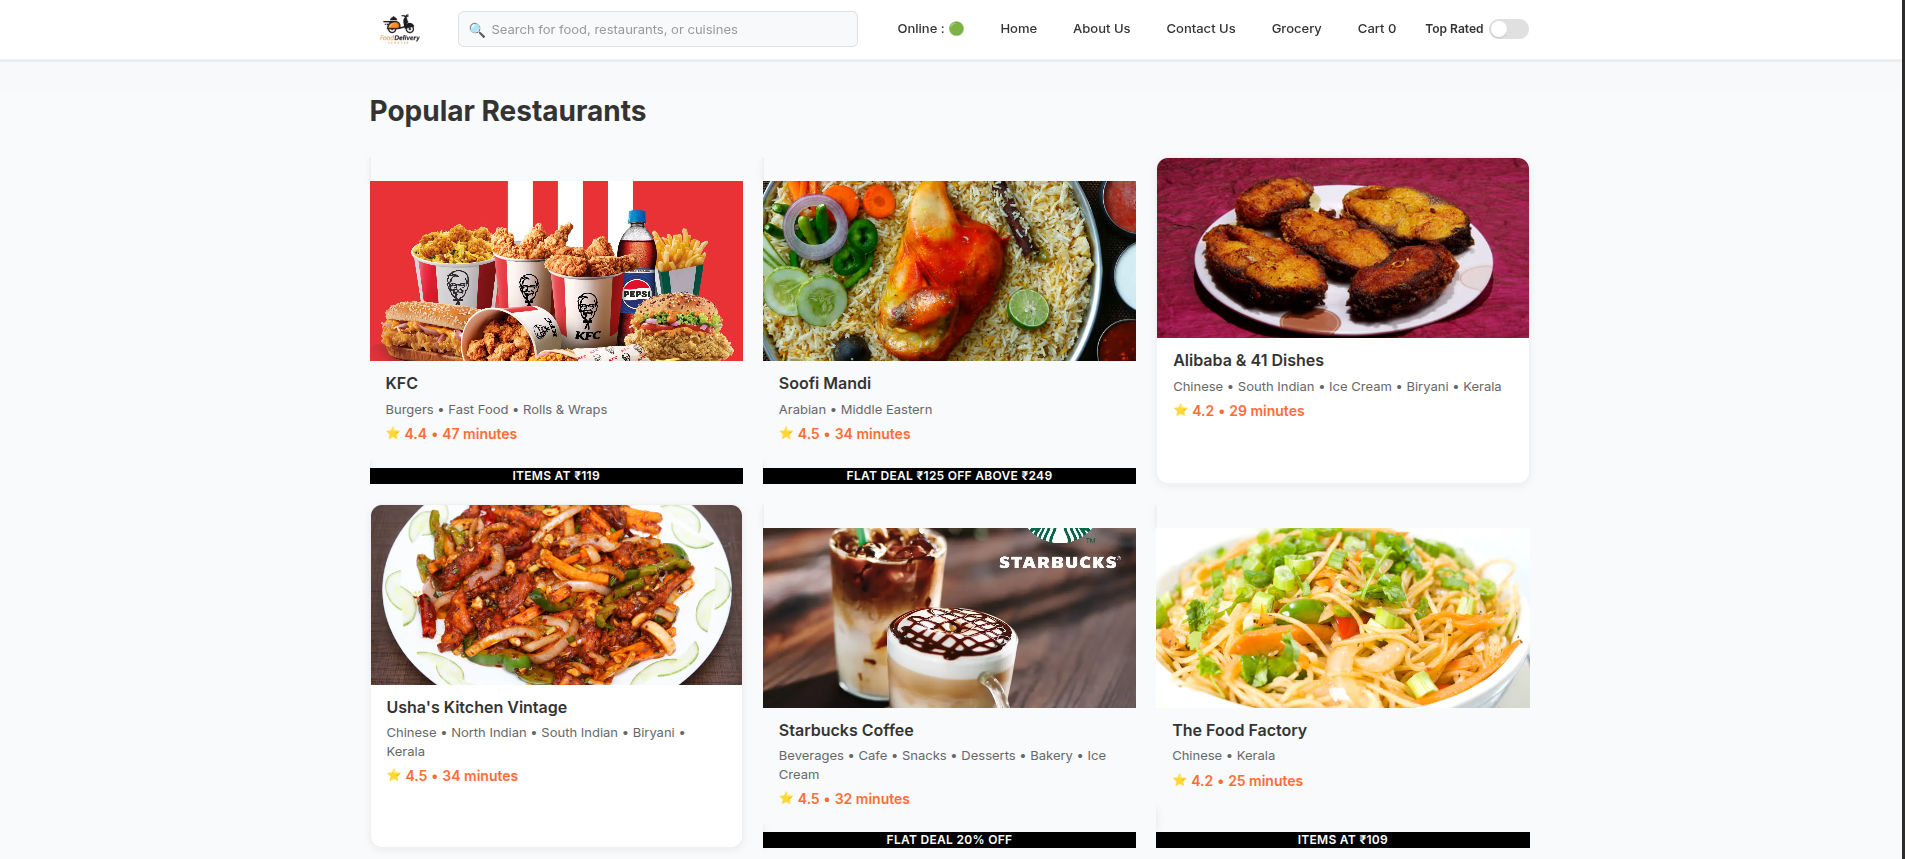 FoodDelivery
Search for food, restaurants, or cuisines
Online :
Home
About Us
Contact Us
Grocery
Cart 0
Top Rated
Popular Restaurants
PEPSI
KFC
KFC
Burgers • Fast Food • Rolls & Wraps
4.4 • 47 minutes
ITEMS AT ₹119
Soofi Mandi
Arabian • Middle Eastern
4.5 • 34 minutes
FLAT DEAL ₹125 OFF ABOVE ₹249
Alibaba & 41 Dishes
Chinese • South Indian • Ice Cream • Biryani • Kerala
4.2 • 29 minutes
Usha's Kitchen Vintage
Chinese • North Indian • South Indian • Biryani •
Kerala
4.5 • 34 minutes
STARBUCKS
Starbucks Coffee
Beverages • Cafe • Snacks • Desserts • Bakery • Ice
Cream
4.5 • 32 minutes
FLAT DEAL 20% OFF
The Food Factory
Chinese • Kerala
4.2 • 25 minutes
ITEMS AT ₹109